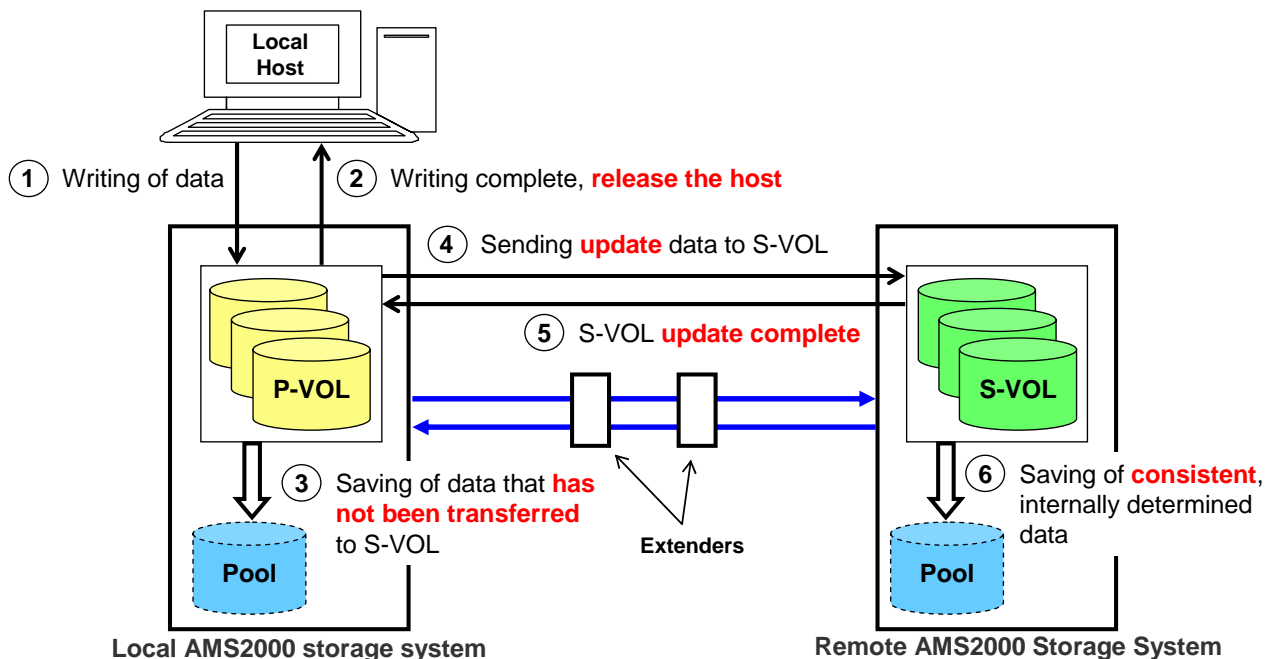 Local
Host
1 Writing of data
2 Writing complete, release the host
4 Sending update data to S-VOL
5 S-VOL update complete
P-VOL
S-VOL
3 Saving of data that has
not been transferred
to S-VOL
6 Saving of consistent,
internally determined
data
Extenders
Pool
Pool
Local AMS2000 storage system
Remote AMS2000 Storage System